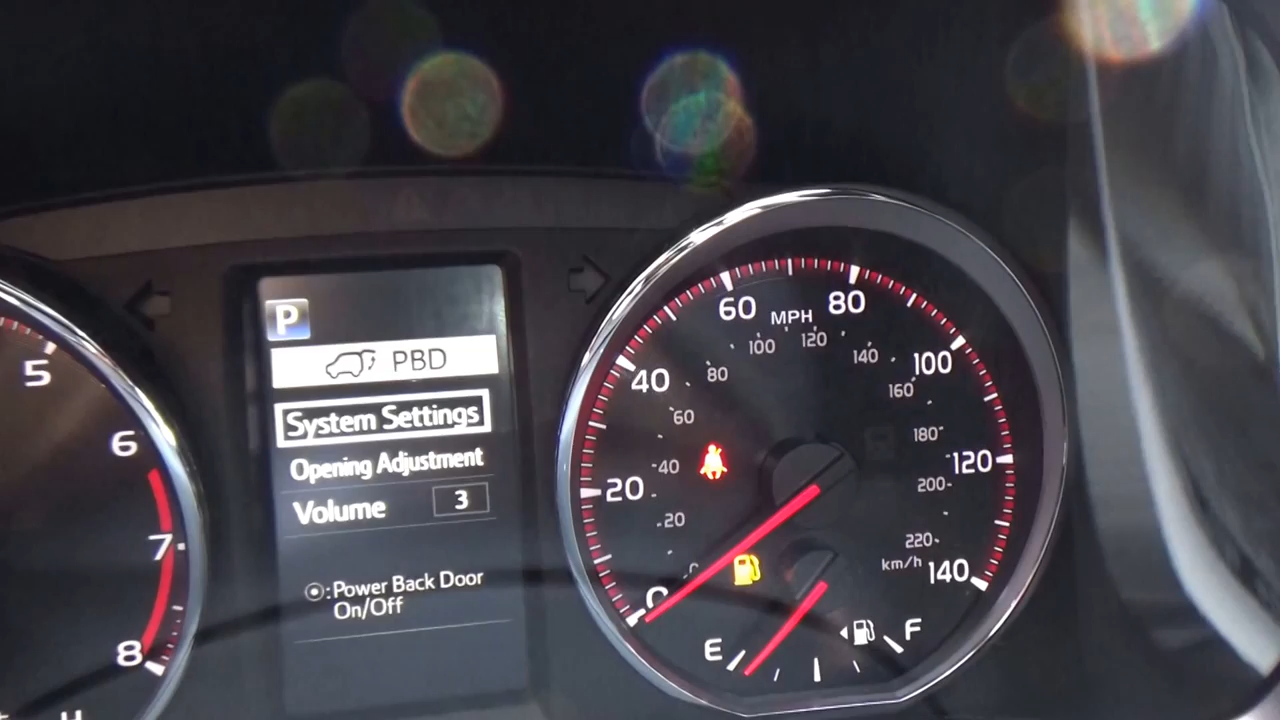 5
6
7
8
P
PBD
System Settings
Opening Adjustment
Volume 3
: Power Back Door
On/Off
0
20
40
60
80
100
120
140
MPH
20
40
60
80
100
120
140
160
180
200
220
km/h
E
F